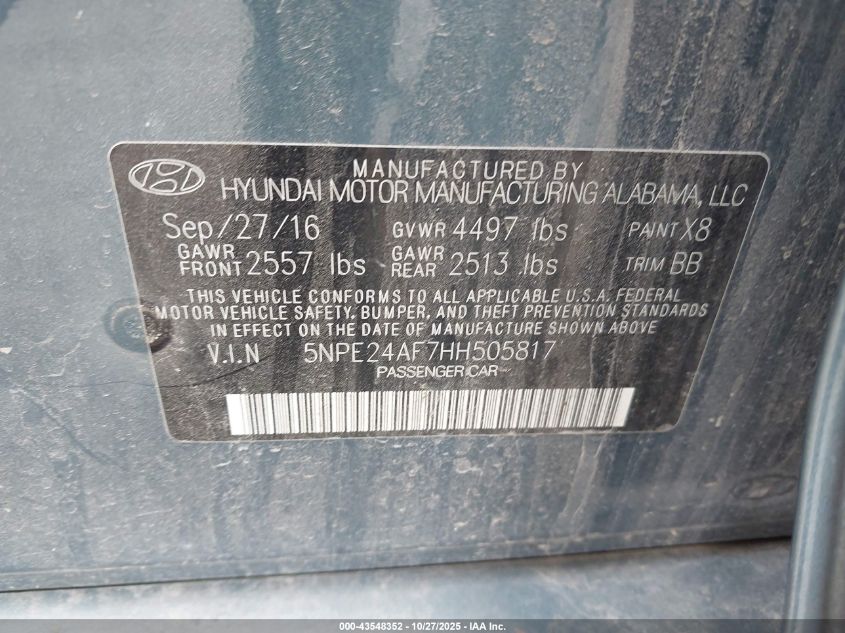 MANUFACTURED BY
HYUNDAI MOTOR MANUFACTURING ALABAMA, LLC
Sep/27/16 GVWR 4497 lbs PAINT X8
GAWR FRONT 2557 lbs GAWR REAR 2513 lbs TRIM BB
THIS VEHICLE CONFORMS TO ALL APPLICABLE U.S.A. FEDERAL
MOTOR VEHICLE SAFETY, BUMPER, AND THEFT PREVENTION STANDARDS
IN EFFECT ON THE DATE OF MANUFACTURE SHOWN ABOVE
V.I.N 5NPE24AF7HH505817
PASSENGER CAR
000-43548352 | 10/27/2025 - IAA Inc.